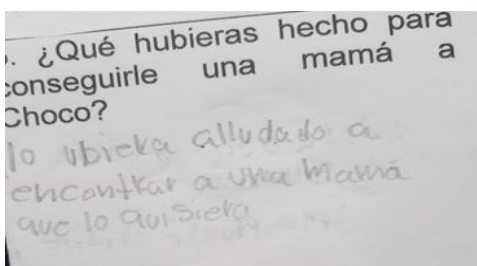 . ¿Qué hubieras hecho para
conseguirle una mamá a
Choco?
lo ubiera alludado a
encontrar a una mamá
que lo quisiera